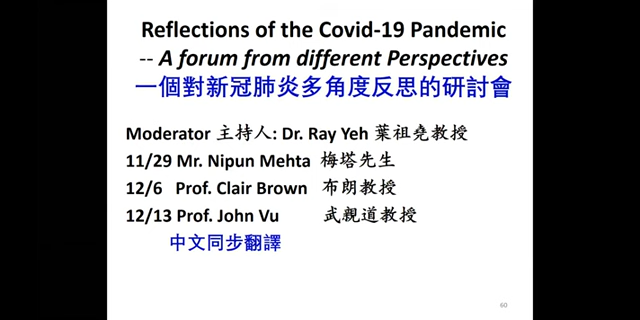 Reflections of the Covid-19 Pandemic
-- A forum from different Perspectives
一個對新冠肺炎多角度反思的研討會
Moderator 主持人: Dr. Ray Yeh 葉祖堯教授
11/29 Mr. Nipun Mehta 梅塔先生
12/6 Prof. Clair Brown 布朗教授
12/13 Prof. John Vu 武親道教授
中文同步翻譯
60